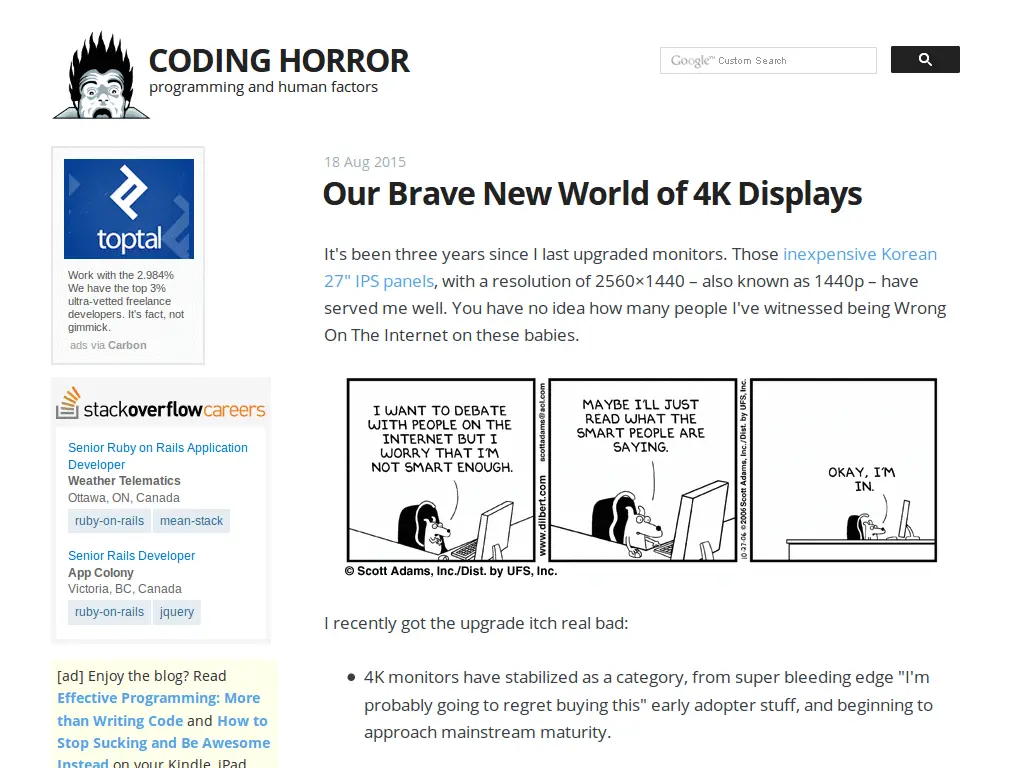 CODING HORROR
programming and human factors
Google™ Custom Search
toptal
Work with the 2.984%
We have the top 3%
ultra-vetted freelance
developers. It's fact, not
gimmick.
ads via Carbon
stackoverflowcareers
Senior Ruby on Rails Application
Developer
Weather Telematics
Ottawa, ON, Canada
ruby-on-rails mean-stack
Senior Rails Developer
App Colony
Victoria, BC, Canada
ruby-on-rails jquery
[ad] Enjoy the blog? Read
Effective Programming: More
than Writing Code and How to
Stop Sucking and Be Awesome
Instead on your Kindle, iPad,
18 Aug 2015
Our Brave New World of 4K Displays
It's been three years since I last upgraded monitors. Those inexpensive Korean
27" IPS panels, with a resolution of 2560×1440 – also known as 1440p – have
served me well. You have no idea how many people I've witnessed being Wrong
On The Internet on these babies.
I WANT TO DEBATE
WITH PEOPLE ON THE
INTERNET BUT I
WORRY THAT I'M
NOT SMART ENOUGH.
www.dilbert.com scottadams@aol.com
MAYBE I'LL JUST
READ WHAT THE
SMART PEOPLE ARE
SAYING.
10-27-06 ©2006 Scott Adams, Inc./Dist. by UFS, Inc.
OKAY, I'M
IN.
© Scott Adams, Inc./Dist. by UFS, Inc.
I recently got the upgrade itch real bad:
4K monitors have stabilized as a category, from super bleeding edge "I'm
probably going to regret buying this" early adopter stuff, and beginning to
approach mainstream maturity.